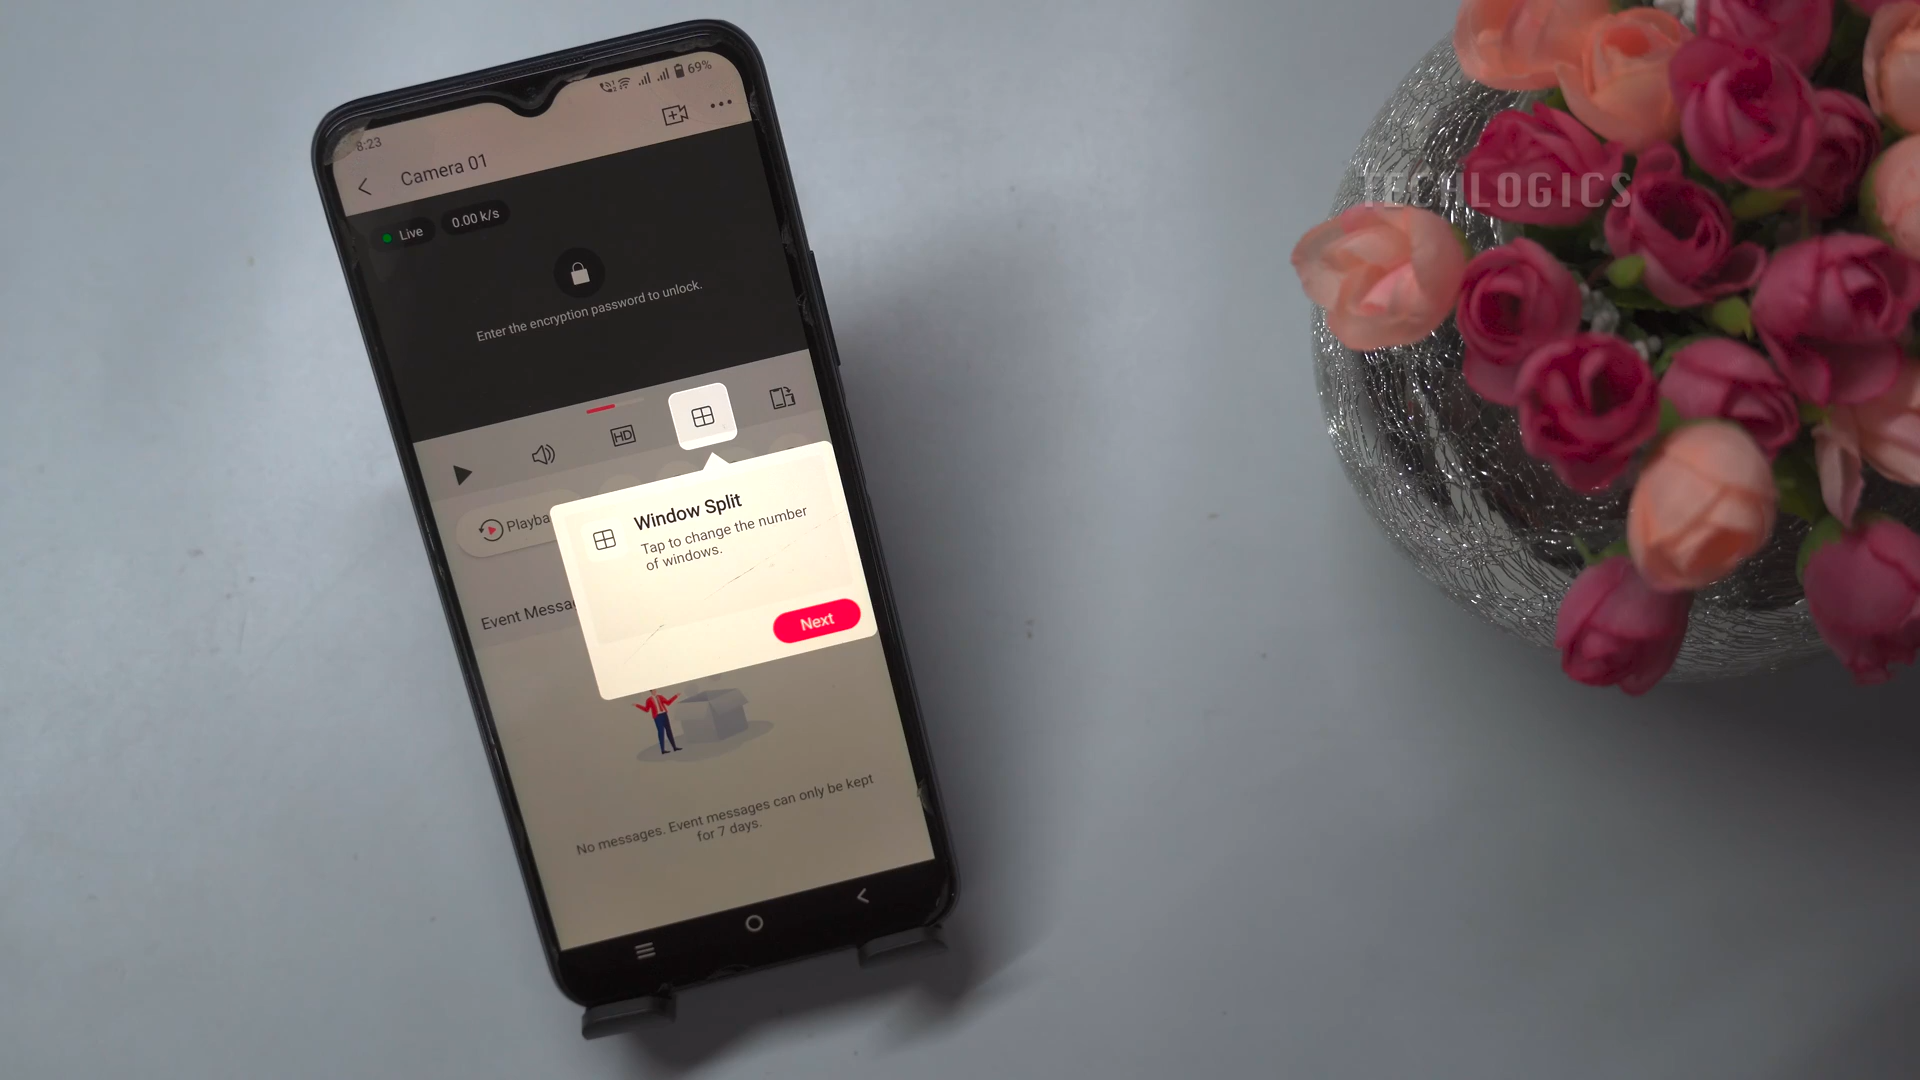 8:23
69%
Camera 01
Live
0.00 k/s
Enter the encryption password to unlock.
HD
Playba
Window Split
Tap to change the number
of windows.
Next
Event Messa
No messages. Event messages can only be kept
for 7 days.
TECHLOGICS